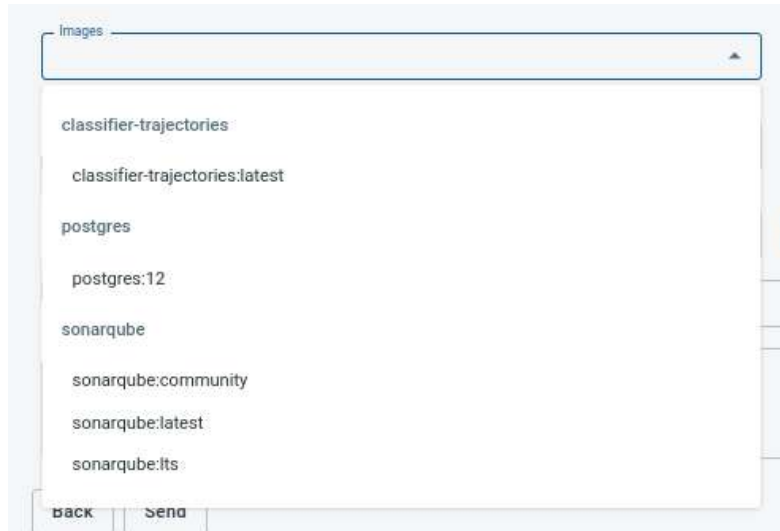 Images
classifier-trajectories
classifier-trajectories:latest
postgres
postgres:12
sonarqube
sonarqube:community
sonarqube:latest
sonarqube:lts
Back Send